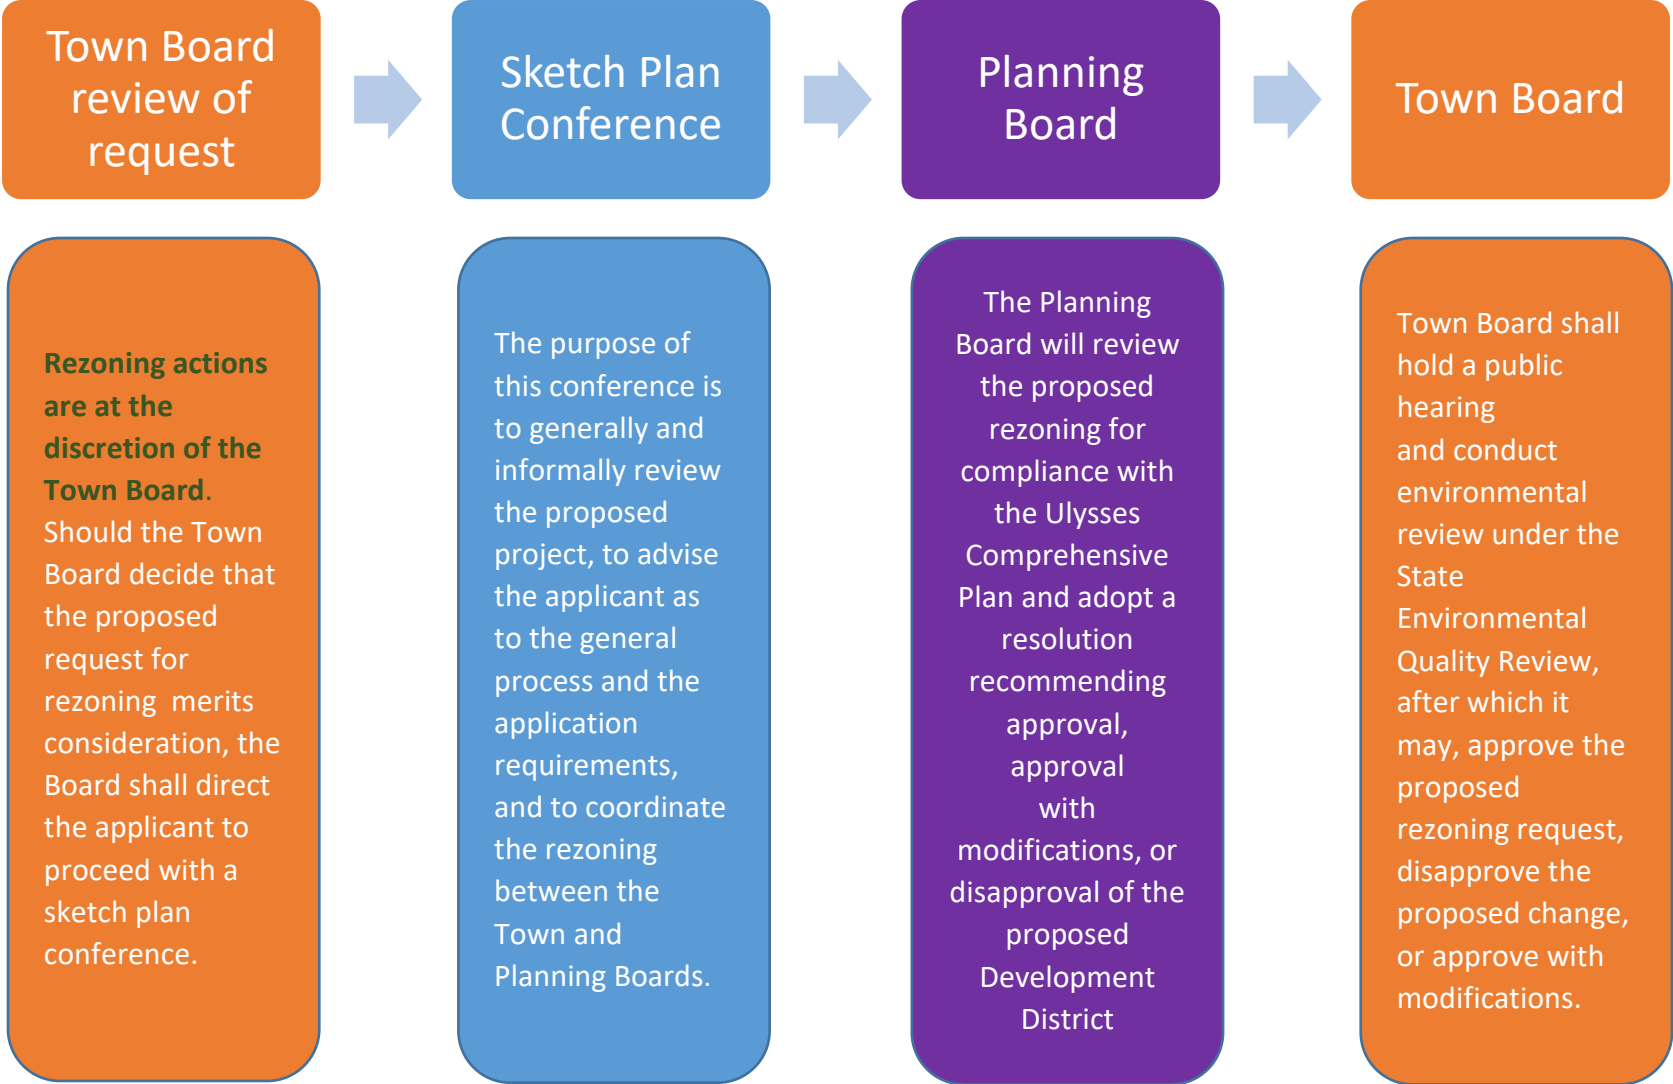 Town Board
review of
request
Sketch Plan
Conference
Planning
Board
Town Board
Rezoning actions
are at the
discretion of the
Town Board.
Should the Town
Board decide that
the proposed
request for
rezoning  merits
consideration, the
Board shall direct
the applicant to
proceed with a
sketch plan
conference.
The purpose of
this conference is
to generally and
informally review
the proposed
project, to advise
the applicant as
to the general
process and the
application
requirements,
and to coordinate
the rezoning
between the
Town and
Planning Boards.
The Planning
Board will review
the proposed
rezoning for
compliance with
the Ulysses
Comprehensive
Plan and adopt a
resolution
recommending
approval,
approval
with
modifications, or
disapproval of the
proposed
Development
District
Town Board shall
hold a public
hearing
and conduct
environmental
review under the
State
Environmental
Quality Review,
after which it
may, approve the
proposed
rezoning request,
disapprove the
proposed change,
or approve with
modifications.